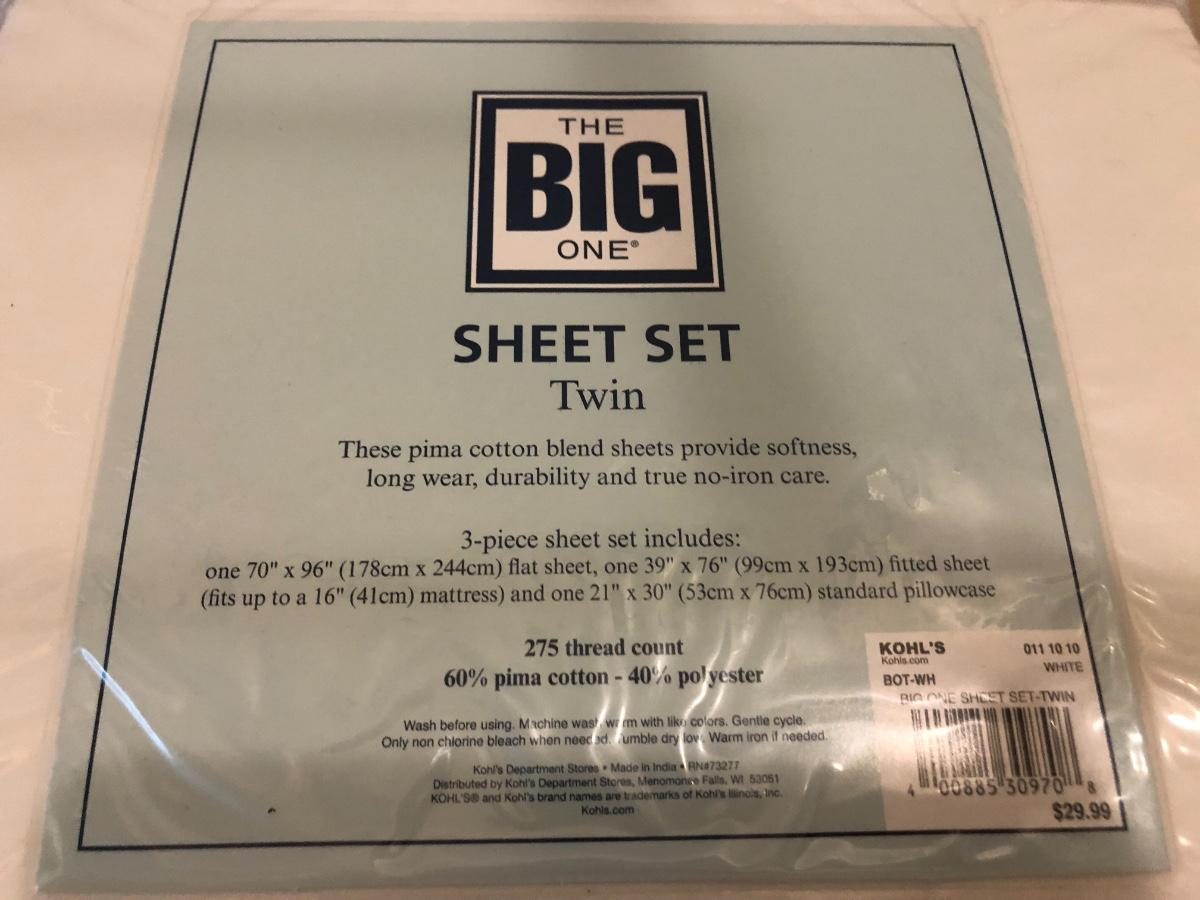 THE
BIG
ONE®
SHEET SET
Twin
These pima cotton blend sheets provide softness,
long wear, durability and true no-iron care.
3-piece sheet set includes:
one 70" x 96" (178cm x 244cm) flat sheet, one 39" x 76" (99cm x 193cm) fitted sheet
(fits up to a 16" (41cm) mattress) and one 21" x 30" (53cm x 76cm) standard pillowcase
275 thread count
60% pima cotton - 40% polyester
Wash before using. Machine wash warm with like colors. Gentle cycle.
Only non chlorine bleach when needed. Tumble dry low. Warm iron if needed.
Kohl's Department Stores • Made in India • RN#73277
Distributed by Kohl's Department Stores, Menomonee Falls, WI 53051
KOHL'S® and Kohl's brand names are trademarks of Kohl's Illinois, Inc.
Kohls.com
KOHL'S 011 10 10
Kohls.com WHITE
BOT-WH
BIG ONE SHEET SET-TWIN
4 00885 30970 8
$29.99